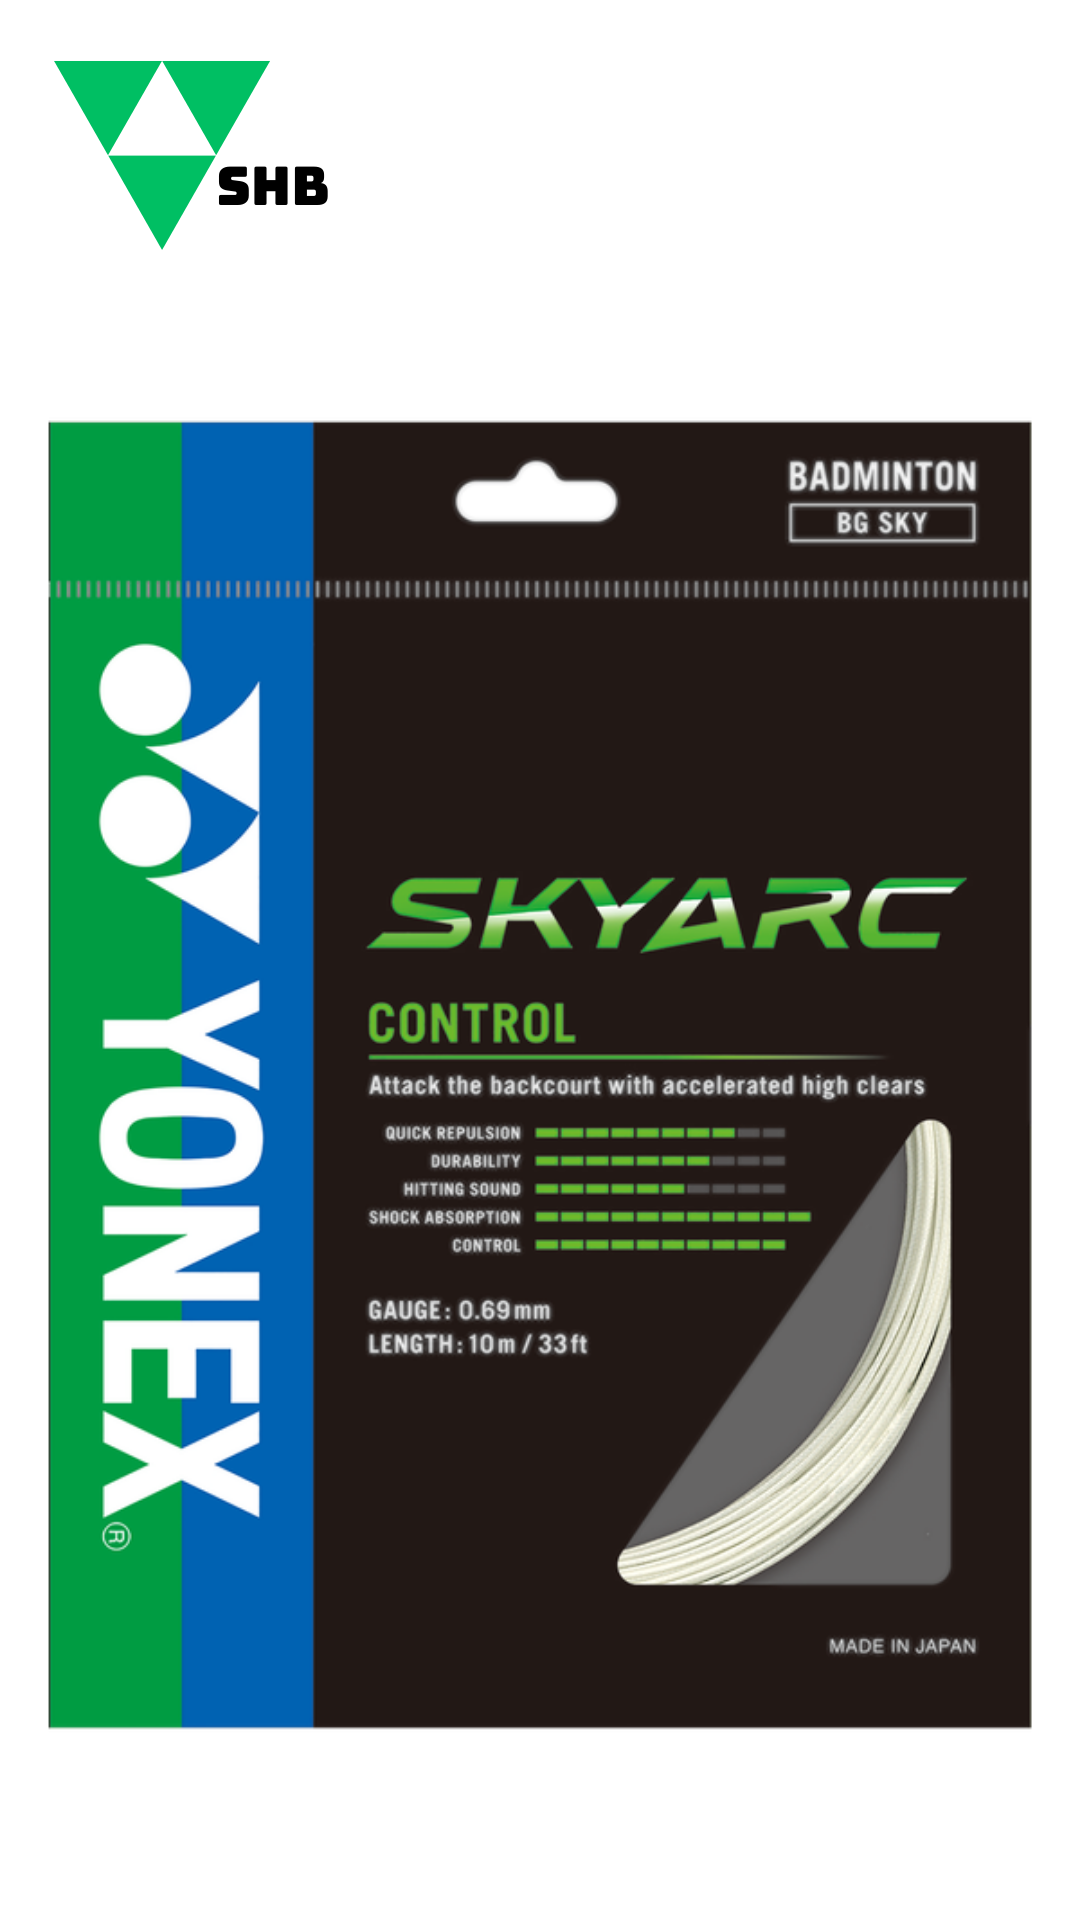 SHB
BADMINTON
BG SKY
YONEX®
SKYARC
CONTROL
Attack the backcourt with accelerated high clears
QUICK REPULSION
DURABILITY
HITTING SOUND
SHOCK ABSORPTION
CONTROL
GAUGE: 0.69mm
LENGTH: 10m / 33ft
MADE IN JAPAN